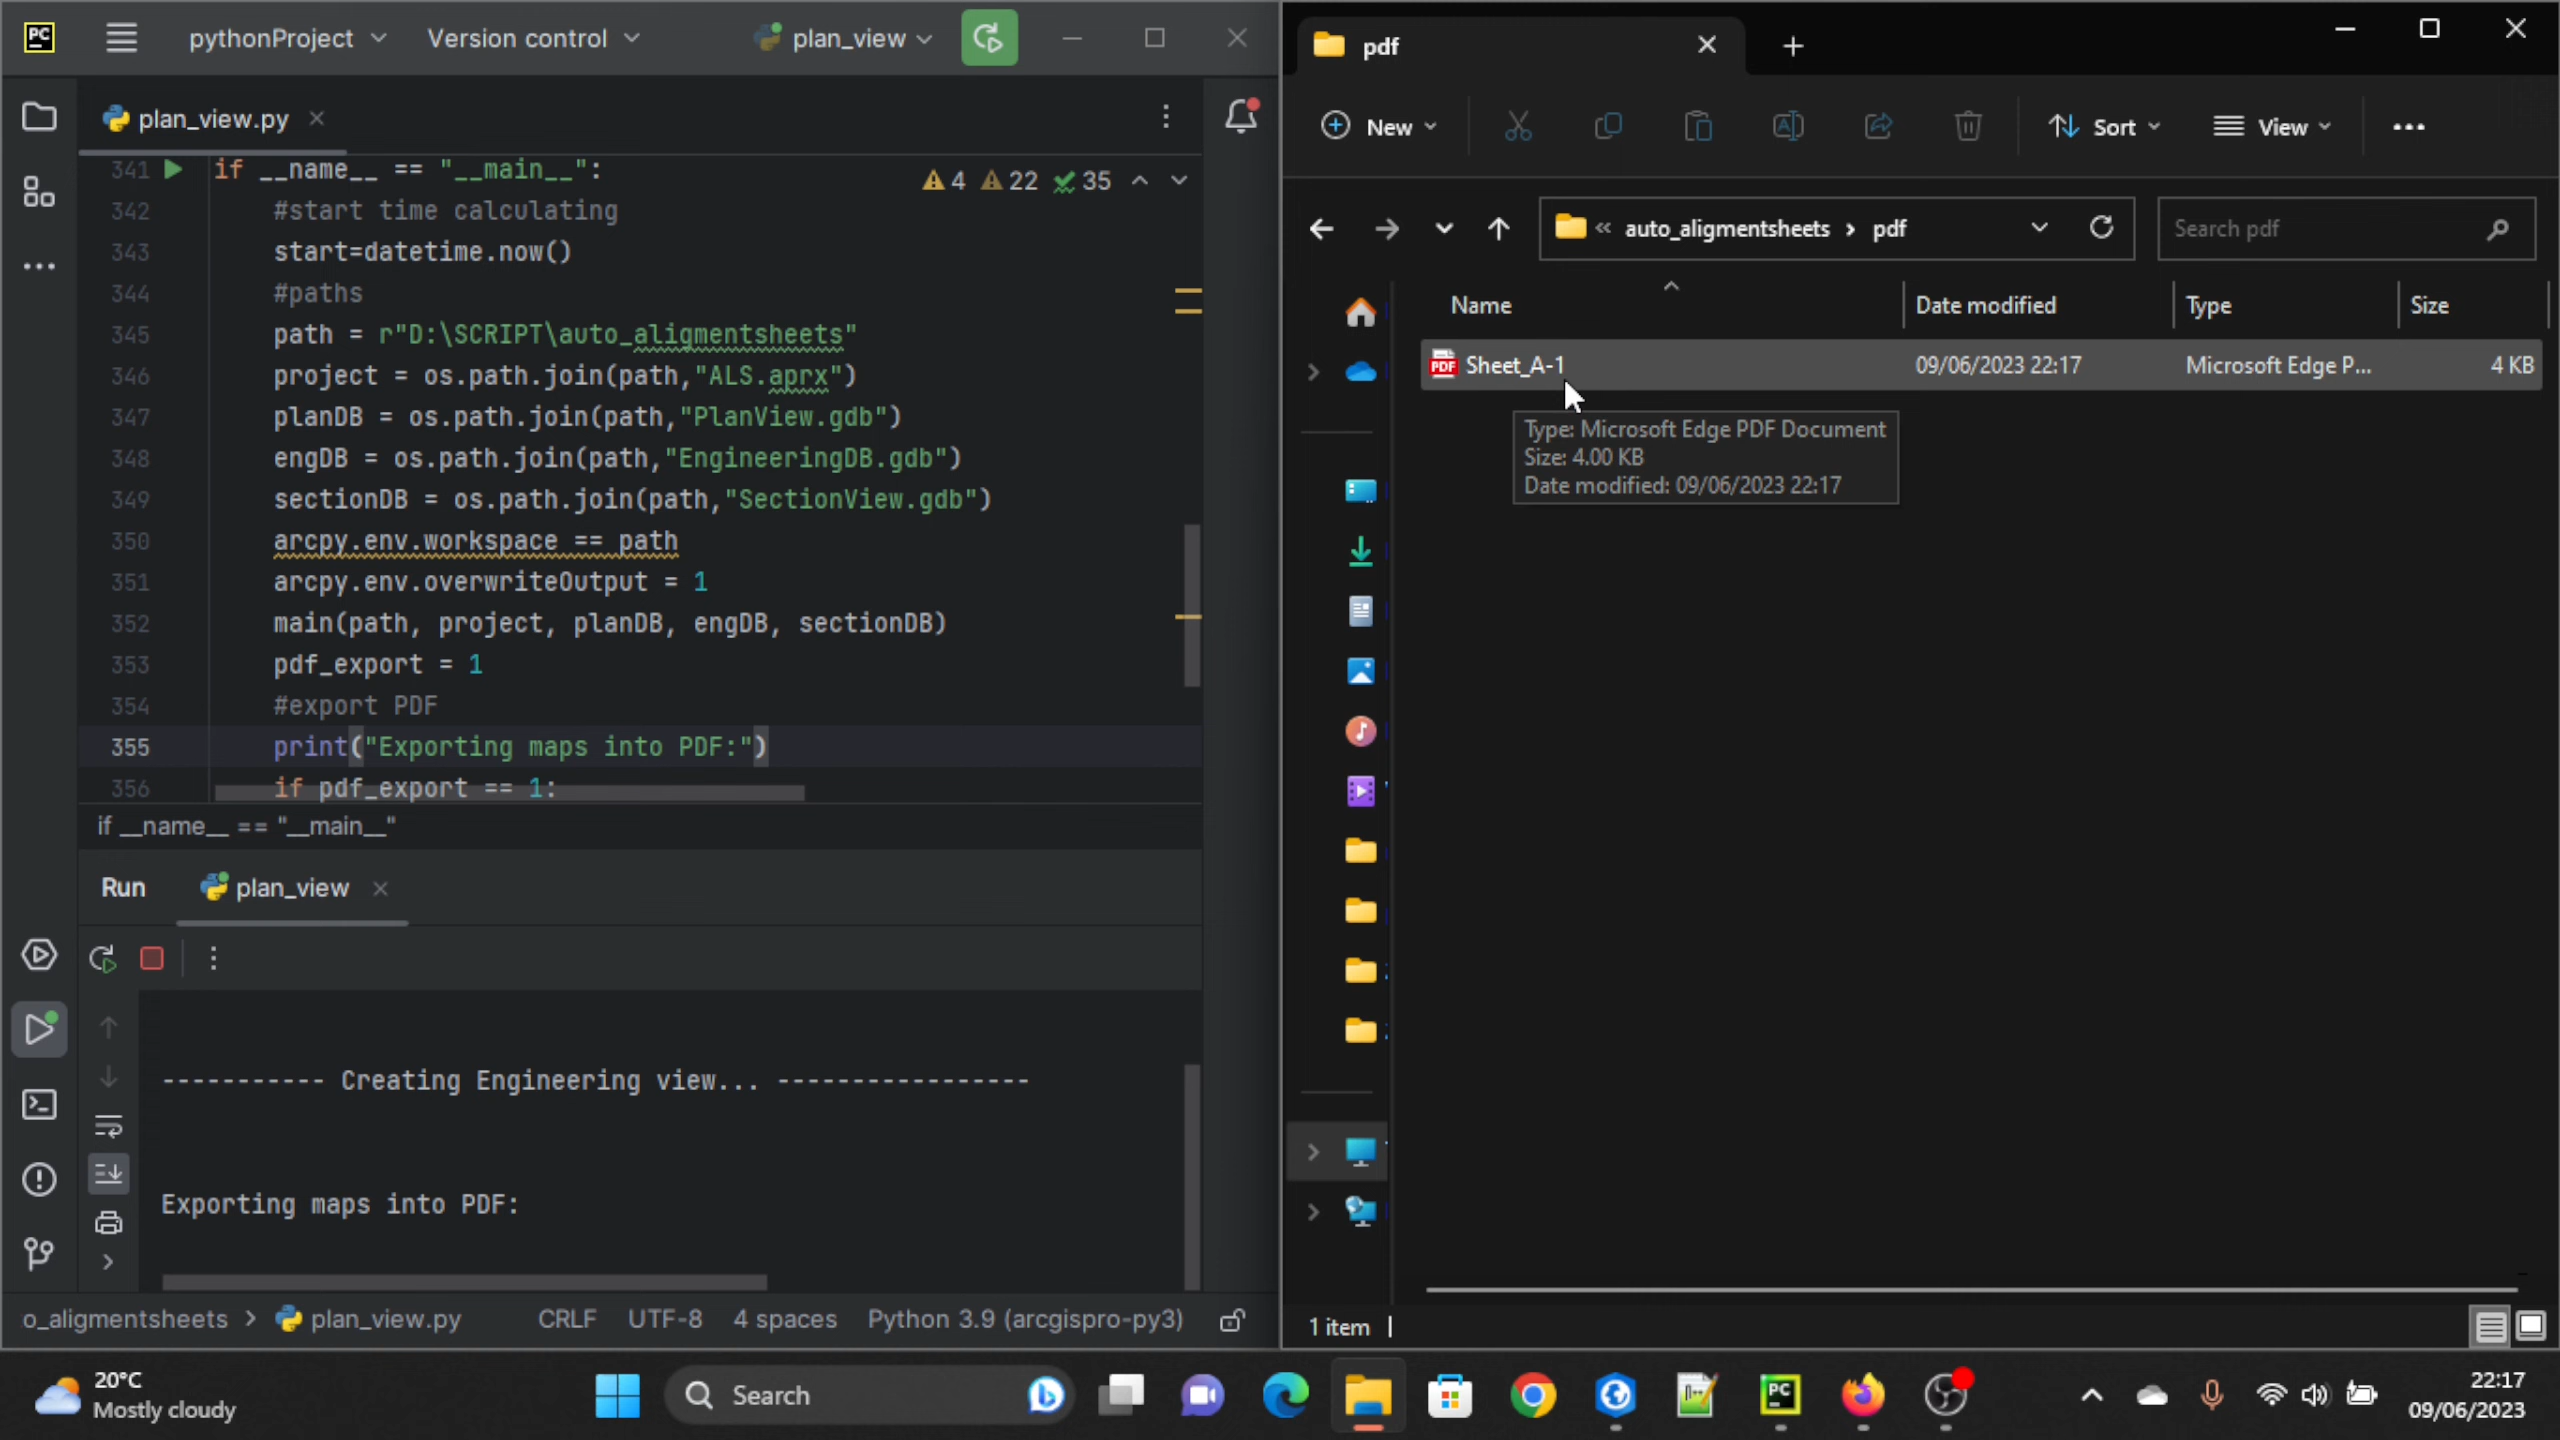 PC
pythonProject
Version control
plan_view
plan_view.py
4 22 35
341 if __name__ == "__main__":
342 #start time calculating
343 start=datetime.now()
344 #paths
345 path = r"D:\SCRIPT\auto_aligmentsheets"
346 project = os.path.join(path,"ALS.aprx")
347 planDB = os.path.join(path,"PlanView.gdb")
348 engDB = os.path.join(path,"EngineeringDB.gdb")
349 sectionDB = os.path.join(path,"SectionView.gdb")
350 arcpy.env.workspace == path
351 arcpy.env.overwriteOutput = 1
352 main(path, project, planDB, engDB, sectionDB)
353 pdf_export = 1
354 #export PDF
355 print("Exporting maps into PDF:")
356 if pdf_export == 1:
if __name__ == "__main__"
Run plan_view
----------- Creating Engineering view... -----------------
Exporting maps into PDF:
o_aligmentsheets > plan_view.py CRLF UTF-8 4 spaces Python 3.9 (arcgispro-py3)
pdf
New Sort View
« auto_aligmentsheets > pdf
Search pdf
Name Date modified Type Size
PDF Sheet_A-1 09/06/2023 22:17 Microsoft Edge P... 4 KB
Type: Microsoft Edge PDF Document
Size: 4.00 KB
Date modified: 09/06/2023 22:17
1 item
20°C
Mostly cloudy
Search
PC
22:17
09/06/2023